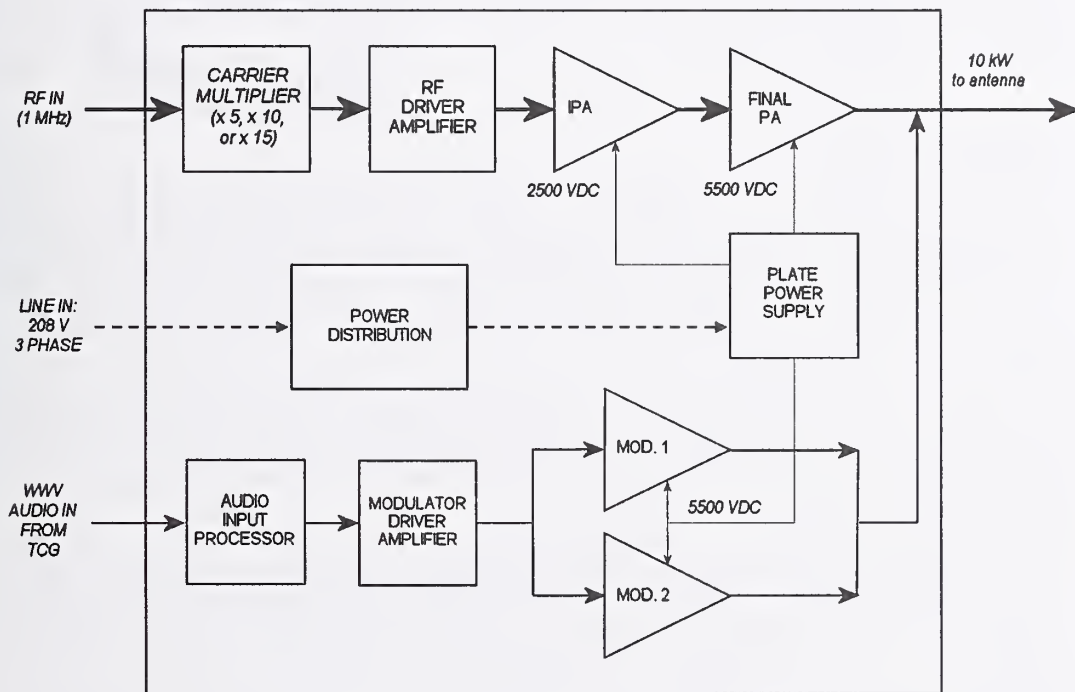 RF IN
(1 MHz)
CARRIER
MULTIPLIER
(x 5, x 10,
or x 15)
RF
DRIVER
AMPLIFIER
IPA
FINAL
PA
10 kW
to antenna
2500 VDC
5500 VDC
LINE IN:
208 V
3 PHASE
POWER
DISTRIBUTION
PLATE
POWER
SUPPLY
WWV
AUDIO IN
FROM
TCG
AUDIO
INPUT
PROCESSOR
MODULATOR
DRIVER
AMPLIFIER
MOD. 1
5500 VDC
MOD. 2